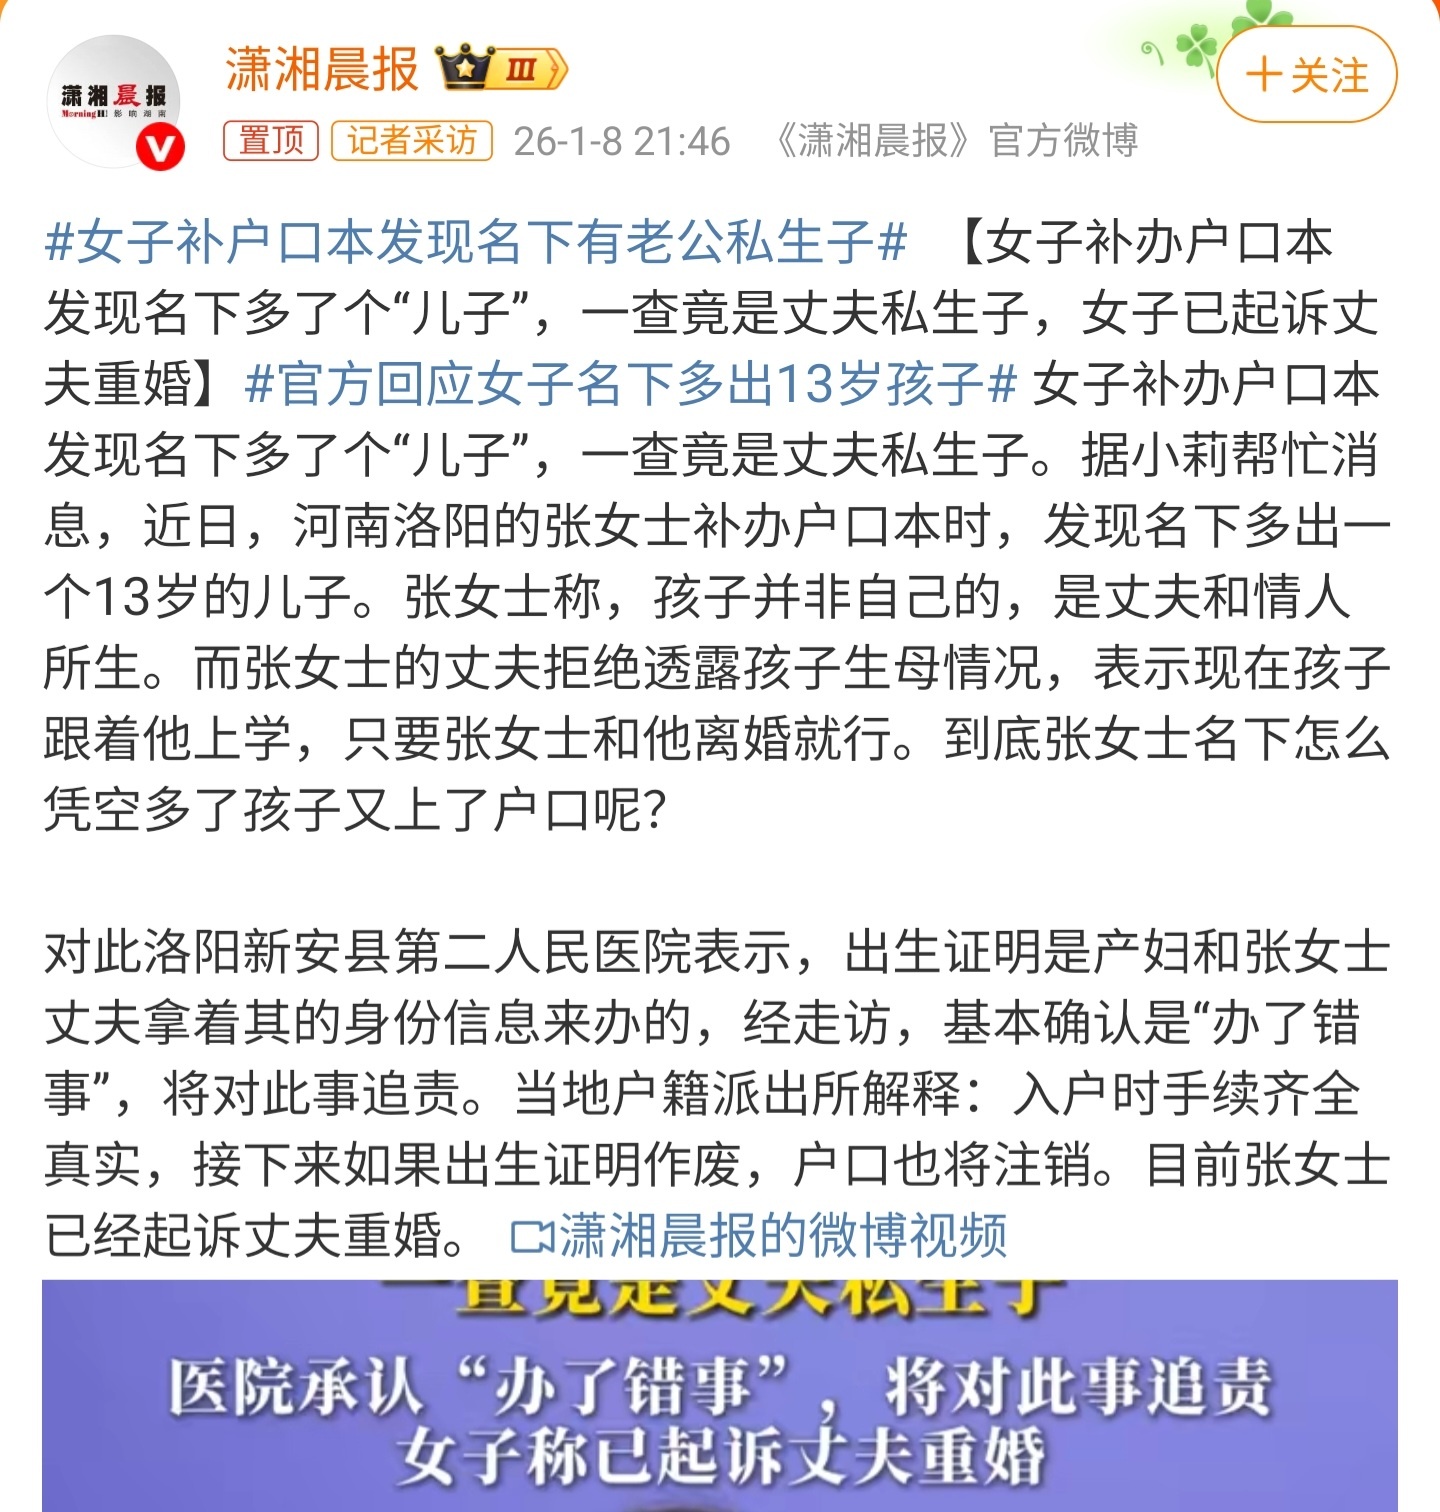 潇湘晨报
Morning H! 影响湖南
潇湘晨报 III
+关注
置顶 记者采访 26-1-8 21:46 《潇湘晨报》官方微博
#女子补户口本发现名下有老公私生子# 【女子补办户口本
发现名下多了个“儿子”，一查竟是丈夫私生子，女子已起诉丈
夫重婚】#官方回应女子名下多出13岁孩子# 女子补办户口本
发现名下多了个“儿子”，一查竟是丈夫私生子。据小莉帮忙消
息，近日，河南洛阳的张女士补办户口本时，发现名下多出一
个13岁的儿子。张女士称，孩子并非自己的，是丈夫和情人
所生。而张女士的丈夫拒绝透露孩子生母情况，表示现在孩子
跟着他上学，只要张女士和他离婚就行。到底张女士名下怎么
凭空多了孩子又上了户口呢？
对此洛阳新安县第二人民医院表示，出生证明是产妇和张女士
丈夫拿着其的身份信息来办的，经走访，基本确认是“办了错
事”，将对此事追责。当地户籍派出所解释：入户时手续齐全
真实，接下来如果出生证明作废，户口也将注销。目前张女士
已经起诉丈夫重婚。 潇湘晨报的微博视频
一查竟是丈夫私生子
医院承认“办了错事”，将对此事追责
女子称已起诉丈夫重婚